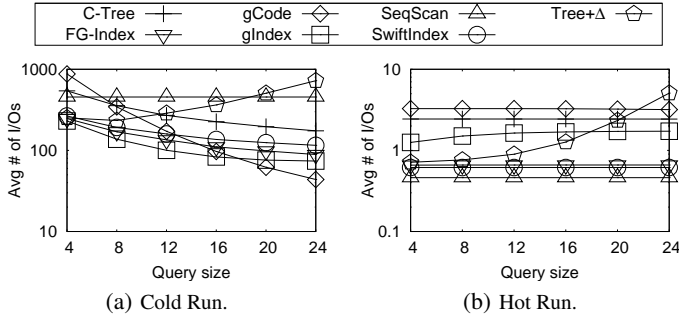 C-Tree gCode SeqScan Tree+Δ
FG-Index gIndex SwiftIndex
Avg # of I/Os
1000
100
10
4 8 12 16 20 24
Query size
(a) Cold Run.
Avg # of I/Os
10
1
0.1
4 8 12 16 20 24
Query size
(b) Hot Run.